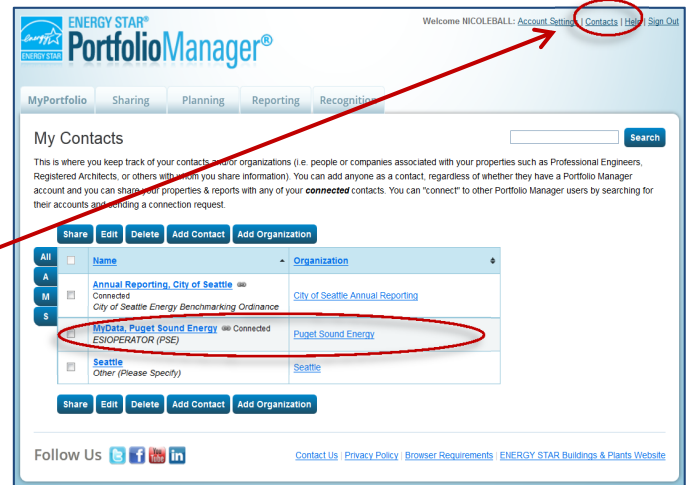 Welcome NICOLEBALL: Account Settings | Contacts | Help | Sign Out
ENERGY STAR®
PortfolioManager®
energy
ENERGY STAR
MyPortfolio Sharing Planning Reporting Recognition
My Contacts
Search
This is where you keep track of your contacts and/or organizations (i.e. people or companies associated with your properties such as Professional Engineers,
Registered Architects, or others with whom you share information). You can add anyone as a contact, regardless of whether they have a Portfolio Manager
account and you can share your properties & reports with any of your connected contacts. You can "connect" to other Portfolio Manager users by searching for
their accounts and sending a connection request.
Share Edit Delete Add Contact Add Organization
All
A
M
S
Name Organization
Annual Reporting, City of Seattle
Connected
City of Seattle Energy Benchmarking Ordinance
City of Seattle Annual Reporting
MyData, Puget Sound Energy Connected
ESIOPERATOR (PSE)
Puget Sound Energy
Seattle
Other (Please Specify)
Seattle
Share Edit Delete Add Contact Add Organization
Follow Us
You
Tube
in
Contact Us | Privacy Policy | Browser Requirements | ENERGY STAR Buildings & Plants Website